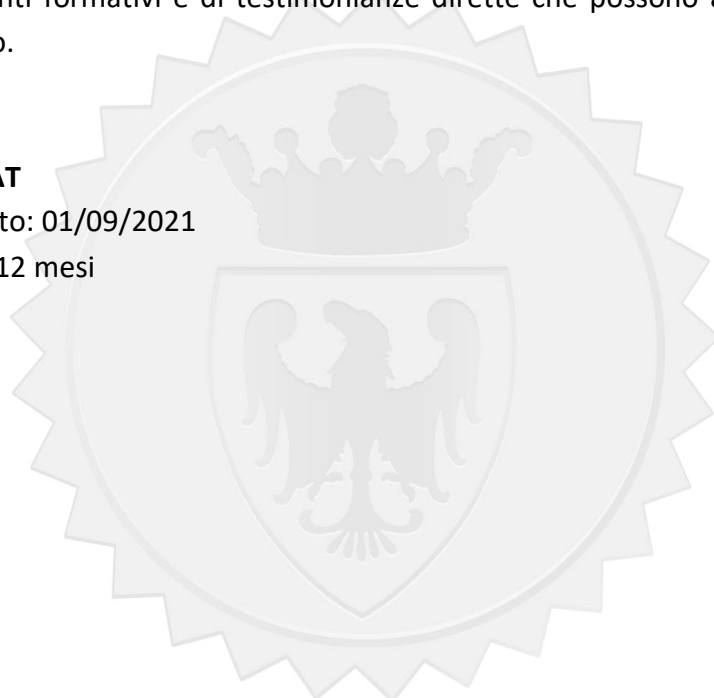 nti formativi e di testimonianze dirette che possono a
o.
AT
to: 01/09/2021
12 mesi